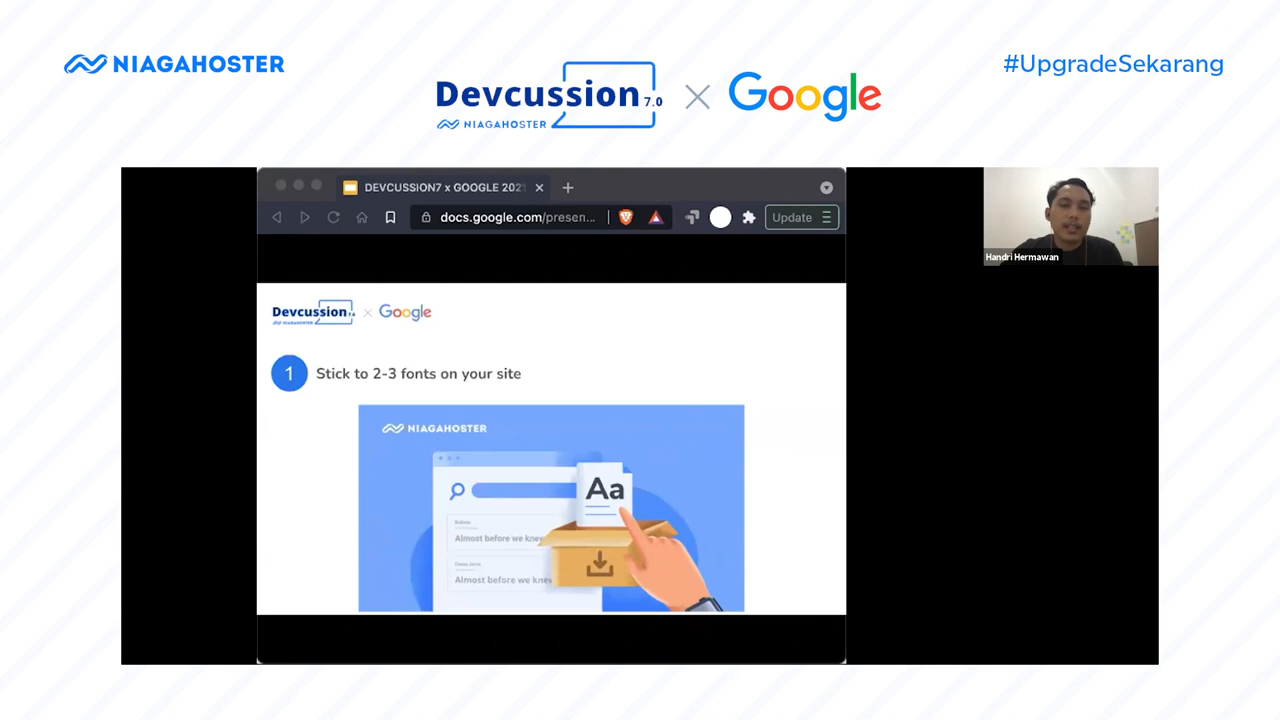 NIAGAHOSTER
Devcussion 7.0
NIAGAHOSTER
Google
#UpgradeSekarang
DEVCUSSION7 x GOOGLE 202
docs.google.com/presen...
Update
Handri Hermawan
Devcussion
NIAGAHOSTER
Google
1 Stick to 2-3 fonts on your site
NIAGAHOSTER
Aa
Almost before we knew
Almost before we knew